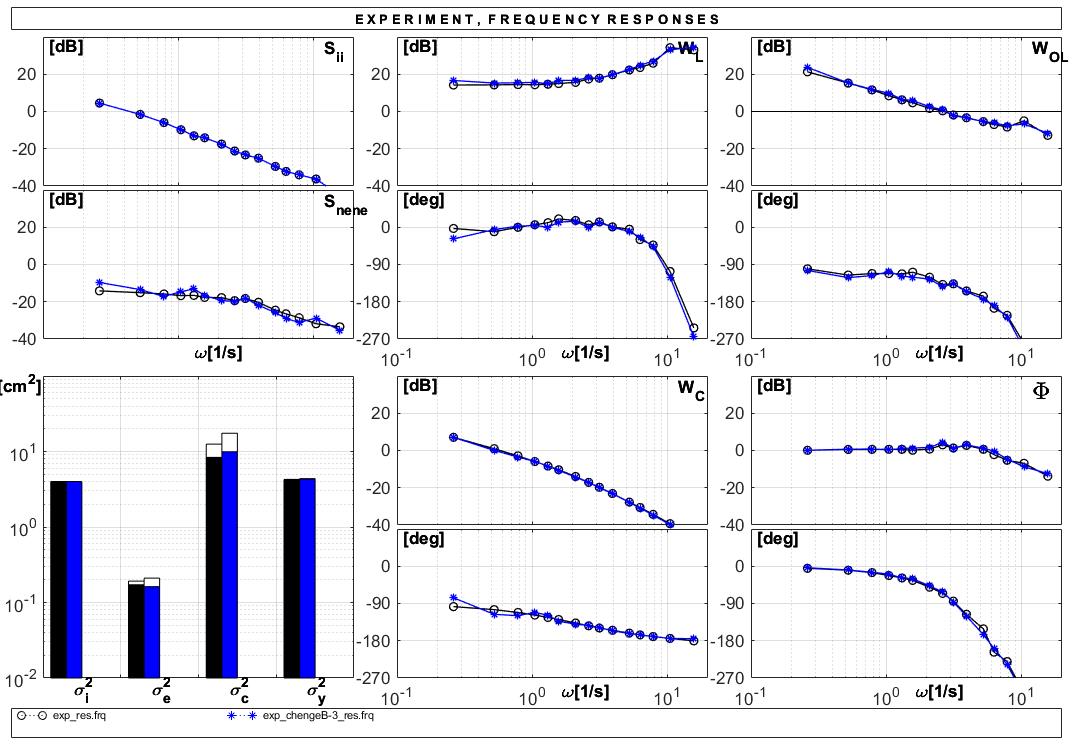 EXPERIMENT, FREQUENCY RESPONSES
[dB] S_ii
20
0
-20
-40
[dB] S_nene
20
0
-20
-40
ω[1/s]
[dB] W_L
20
0
-20
-40
[deg]
0
-90
-180
-270
10^-1 10^0 ω[1/s] 10^1
[dB] W_OL
20
0
-20
-40
[deg]
0
-90
-180
-270
10^-1 10^0 ω[1/s] 10^1
[cm^2]
10^1
10^0
10^-1
10^-2
σ_i^2 σ_e^2 σ_c^2 σ_y^2
[dB] W_C
20
0
-20
-40
[deg]
0
-90
-180
-270
10^-1 10^0 ω[1/s] 10^1
[dB] Φ
20
0
-20
-40
[deg]
0
-90
-180
-270
10^-1 10^0 ω[1/s] 10^1
exp_res.frq exp_chengeB-3_res.frq